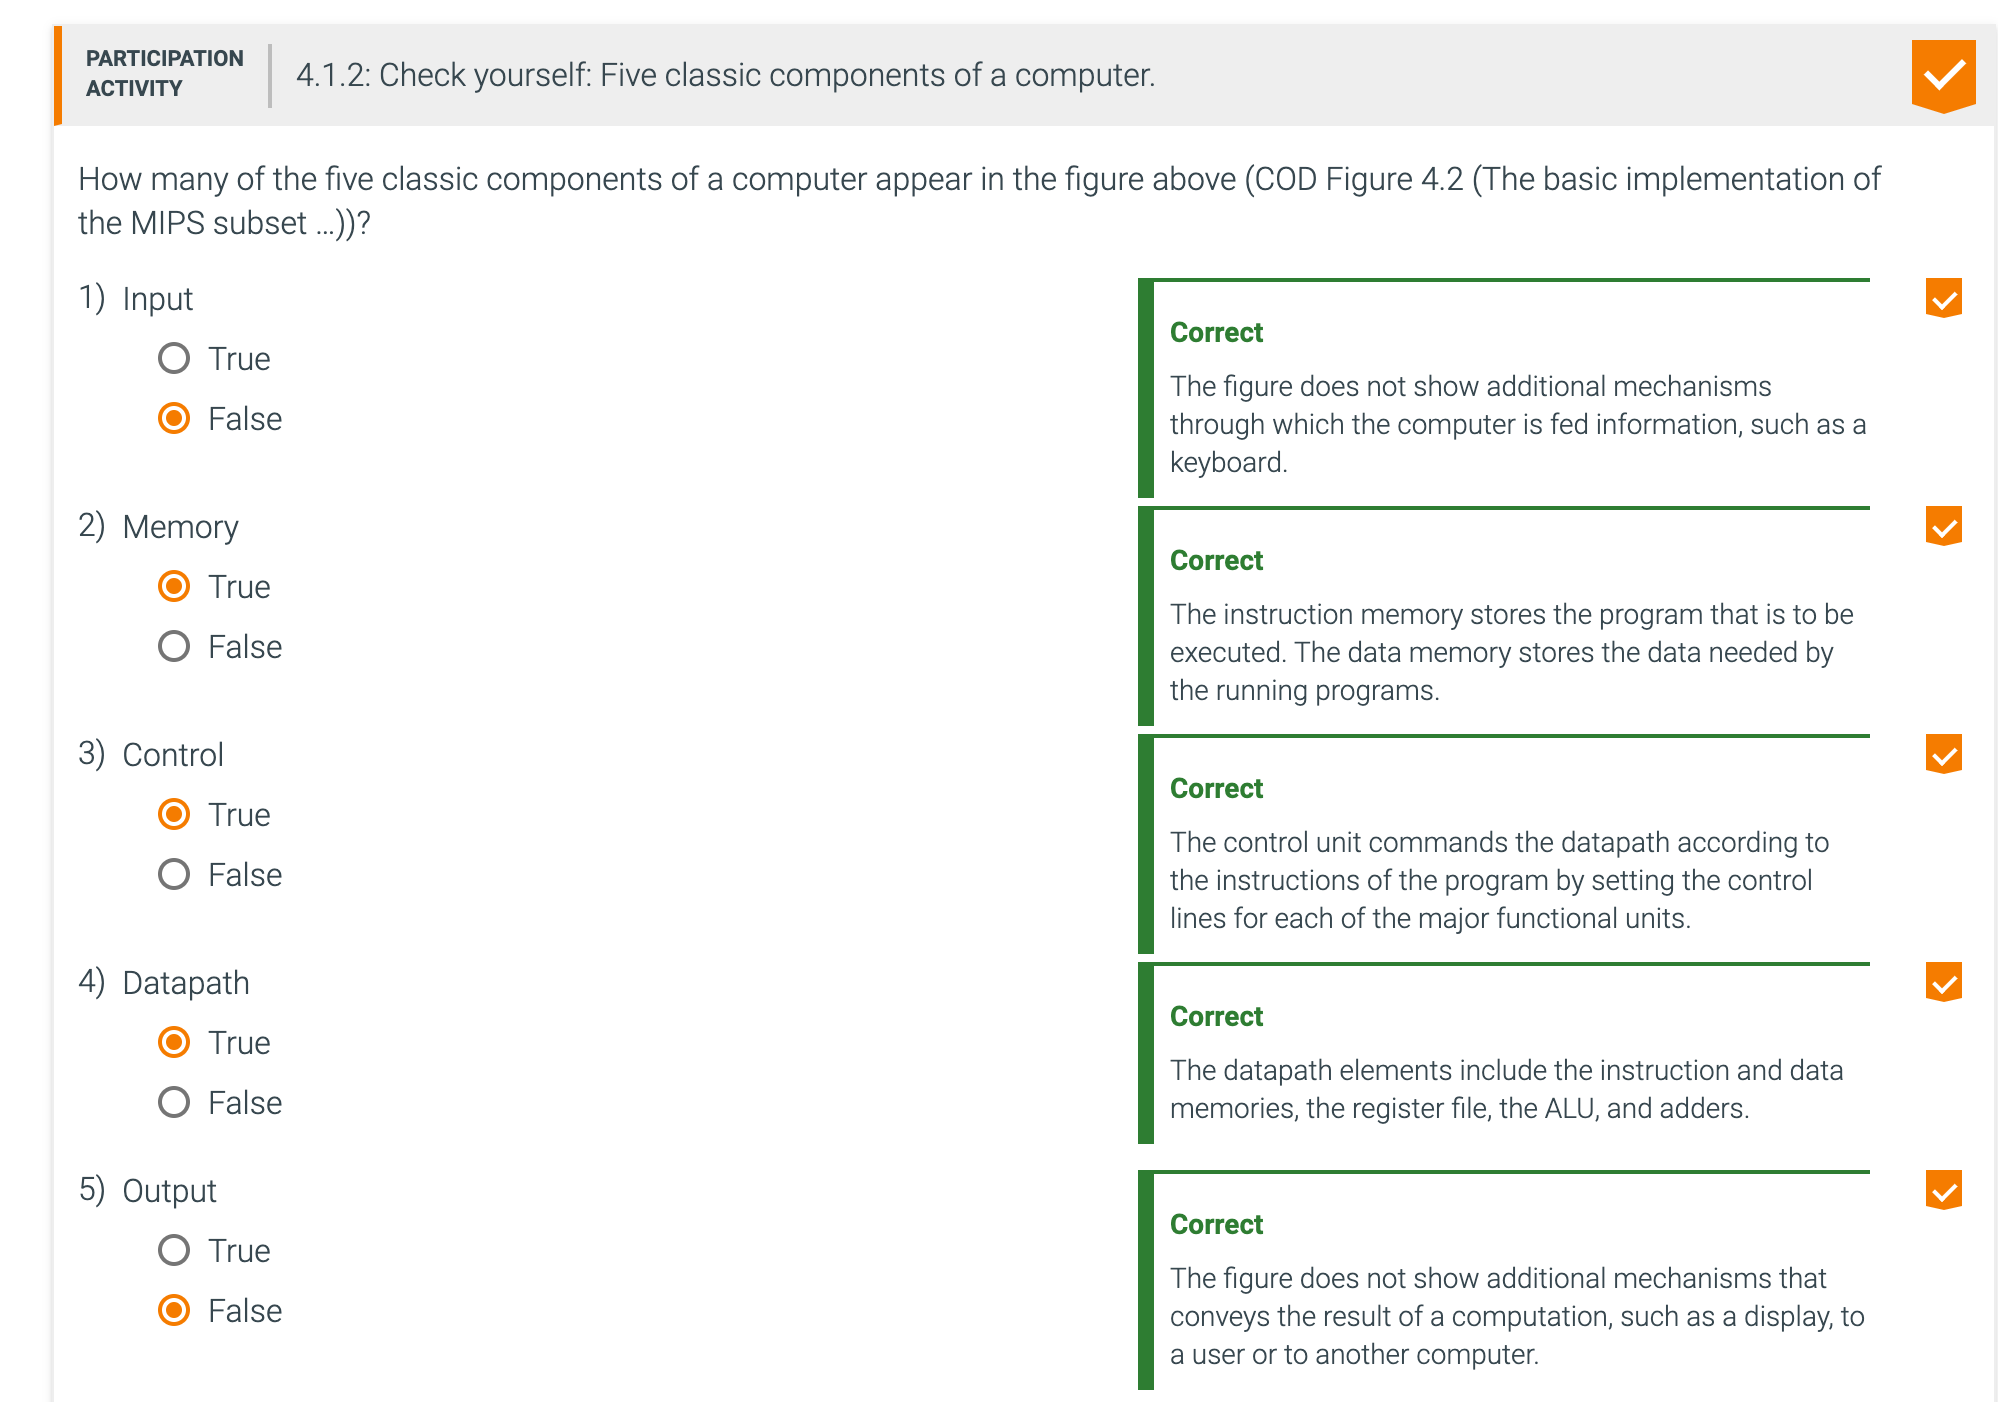 PARTICIPATION
ACTIVITY
4.1.2: Check yourself: Five classic components of a computer.
How many of the five classic components of a computer appear in the figure above (COD Figure 4.2 (The basic implementation of
the MIPS subset ...))?
1) Input
True
False
Correct
The figure does not show additional mechanisms
through which the computer is fed information, such as a
keyboard.
2) Memory
True
False
Correct
The instruction memory stores the program that is to be
executed. The data memory stores the data needed by
the running programs.
3) Control
True
False
Correct
The control unit commands the datapath according to
the instructions of the program by setting the control
lines for each of the major functional units.
4) Datapath
True
False
Correct
The datapath elements include the instruction and data
memories, the register file, the ALU, and adders.
5) Output
True
False
Correct
The figure does not show additional mechanisms that
conveys the result of a computation, such as a display, to
a user or to another computer.